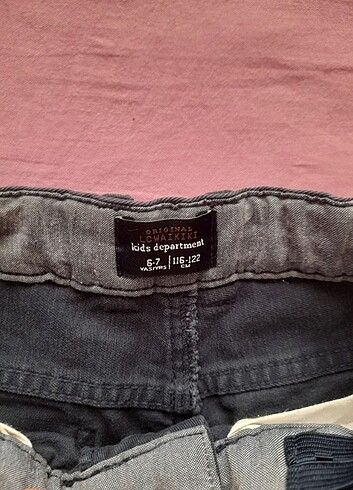 ORIGINAL
LCWAIKIKI
kids department
6-7 | 116-122
YAŞ/YRS | CM